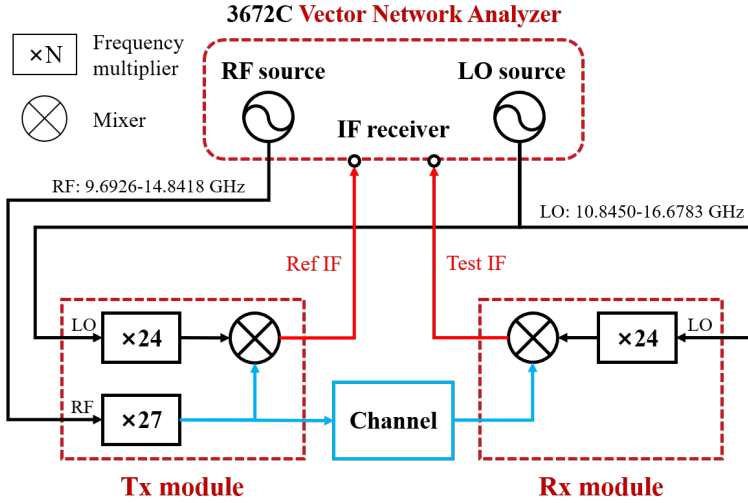 3672C Vector Network Analyzer
×N
Frequency
multiplier
Mixer
RF source
LO source
IF receiver
RF: 9.6926-14.8418 GHz
LO: 10.8450-16.6783 GHz
Ref IF
Test IF
LO
×24
×24
LO
RF
×27
Channel
Tx module
Rx module